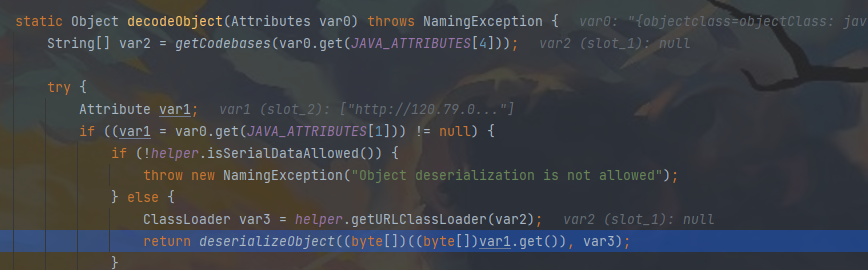 static Object decodeObject(Attributes var0) throws NamingException {   var0: "{objectclass=objectClass: jav
    String[] var2 = getCodebases(var0.get(JAVA_ATTRIBUTES[4]));   var2 (slot_1): null
    try {
        Attribute var1;   var1 (slot_2): ["http://120.79.0..."]
        if ((var1 = var0.get(JAVA_ATTRIBUTES[1])) != null) {
            if (!helper.isSerialDataAllowed()) {
                throw new NamingException("Object deserialization is not allowed");
            } else {
                ClassLoader var3 = helper.getURLClassLoader(var2);   var2 (slot_1): null
                return deserializeObject((byte[])((byte[])var1.get()), var3);
            }